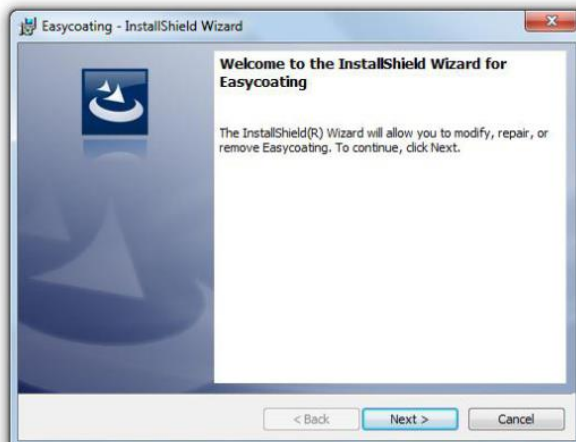 Easycoating - InstallShield Wizard
Welcome to the InstallShield Wizard for
Easycoating
The InstallShield(R) Wizard will allow you to modify, repair, or
remove Easycoating. To continue, click Next.
< Back Next > Cancel